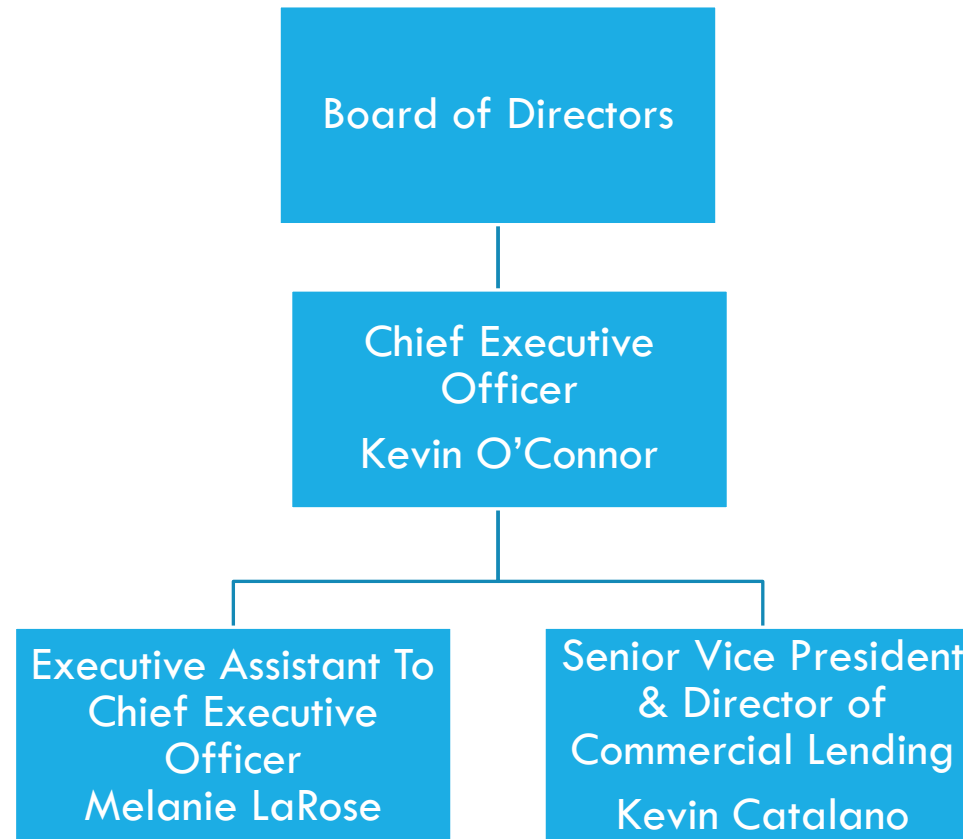 Board of Directors
Chief Executive
Officer
Kevin O’Connor
Executive Assistant To
Chief Executive
Officer
Melanie LaRose
Senior Vice President
& Director of
Commercial Lending
Kevin Catalano